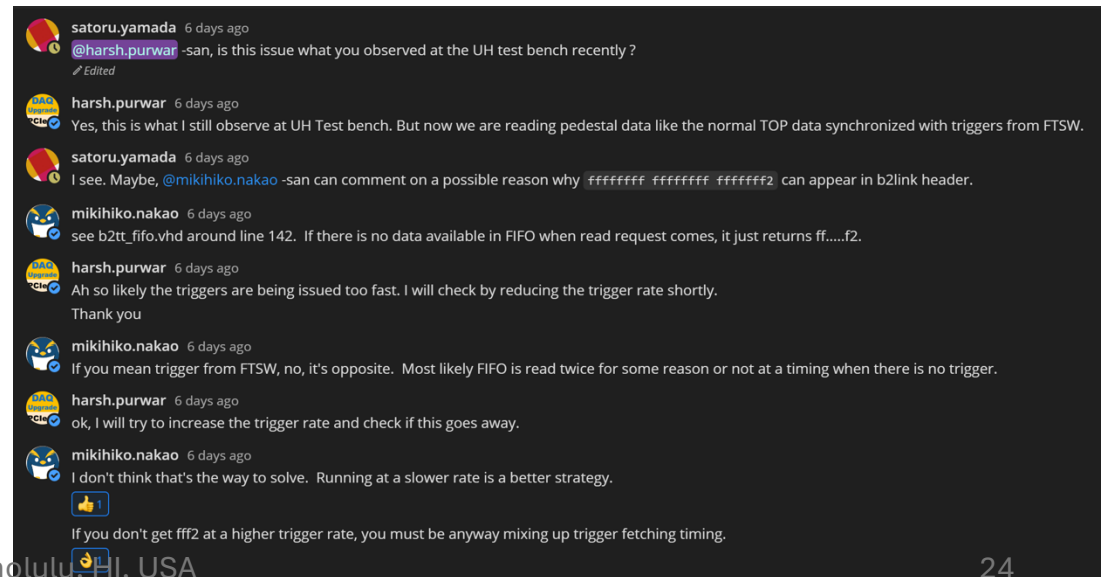 satoru.yamada 6 days ago
@harsh.purwar -san, is this issue what you observed at the UH test bench recently ?
Edited
DAQ Upgrade PCIe
harsh.purwar 6 days ago
Yes, this is what I still observe at UH Test bench. But now we are reading pedestal data like the normal TOP data synchronized with triggers from FTSW.
satoru.yamada 6 days ago
I see. Maybe, @mikihiko.nakao -san can comment on a possible reason why ffffffff ffffffff fffffff2 can appear in b2link header.
mikihiko.nakao 6 days ago
see b2tt_fifo.vhd around line 142. If there is no data available in FIFO when read request comes, it just returns ff.....f2.
DAQ Upgrade PCIe
harsh.purwar 6 days ago
Ah so likely the triggers are being issued too fast. I will check by reducing the trigger rate shortly.
Thank you
mikihiko.nakao 6 days ago
If you mean trigger from FTSW, no, it's opposite. Most likely FIFO is read twice for some reason or not at a timing when there is no trigger.
DAQ Upgrade PCIe
harsh.purwar 6 days ago
ok, I will try to increase the trigger rate and check if this goes away.
mikihiko.nakao 6 days ago
I don't think that's the way to solve. Running at a slower rate is a better strategy.
1
If you don't get fff2 at a higher trigger rate, you must be anyway mixing up trigger fetching timing.
1
nolulu, HI, USA
24